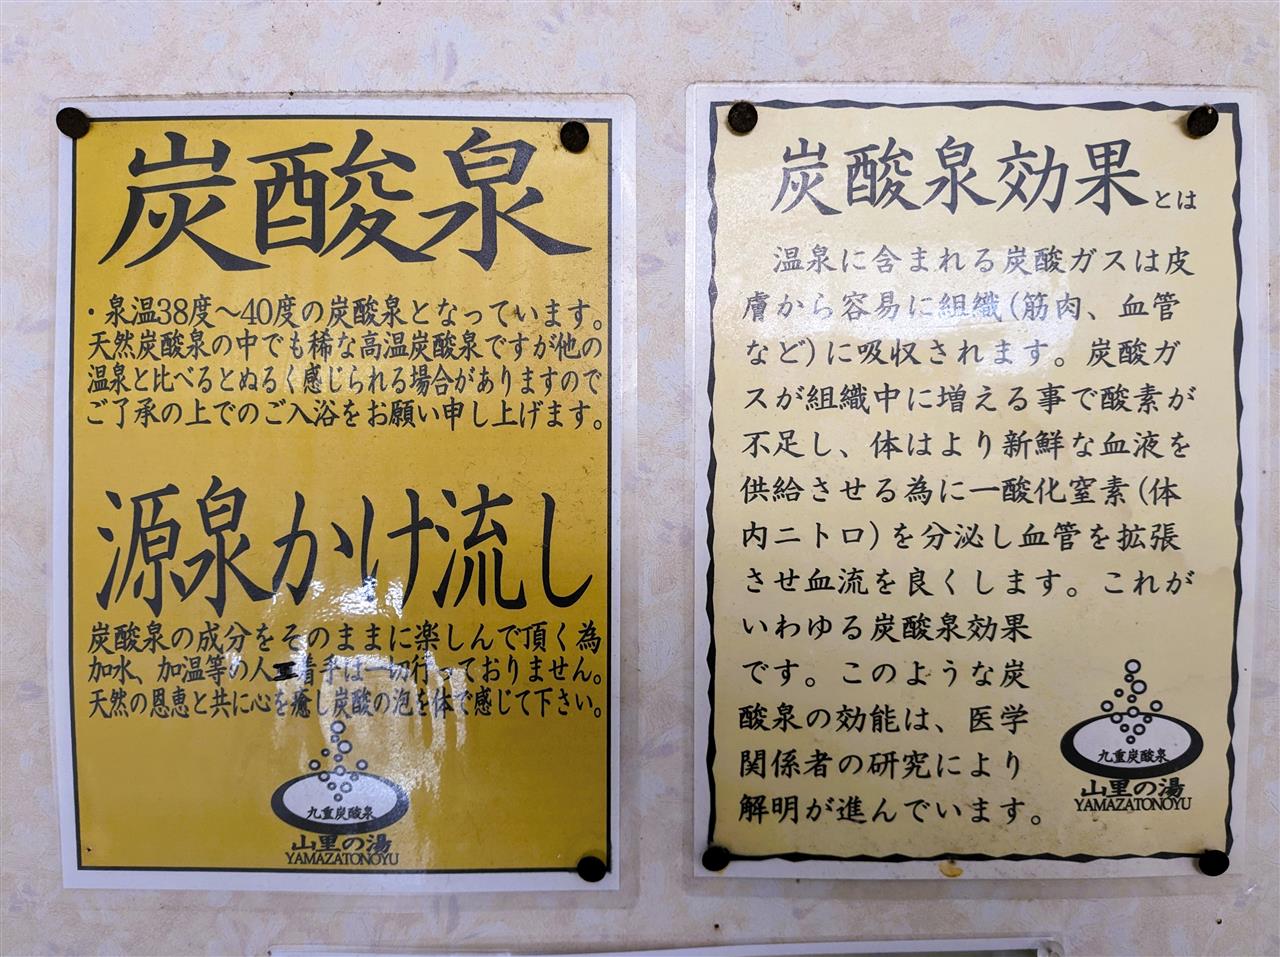 炭酸泉
・泉温38度～40度の炭酸泉となっています。
天然炭酸泉の中でも稀な高温炭酸泉ですが他の
温泉と比べるとぬるく感じられる場合がありますので
ご了承の上でのご入浴をお願い申し上げます。
源泉かけ流し
炭酸泉の成分をそのままに楽しんで頂く為
加水、加温等の人工着手は一切行っておりません。
天然の恩恵と共に心を癒し炭酸の泡を体で感じて下さい。
九重炭酸泉
山里の湯
YAMAZATONOYU
炭酸泉効果とは
温泉に含まれる炭酸ガスは皮
膚から容易に組織(筋肉、血管
など)に吸収されます。炭酸ガ
スが組織中に増える事で酸素が
不足し、体はより新鮮な血液を
供給させる為に一酸化窒素(体
内ニトロ)を分泌し血管を拡張
させ血流を良くします。これが
いわゆる炭酸泉効果
です。このような炭
酸泉の効能は、医学
関係者の研究により
解明が進んでいます。
九重炭酸泉
山里の湯
YAMAZATONOYU